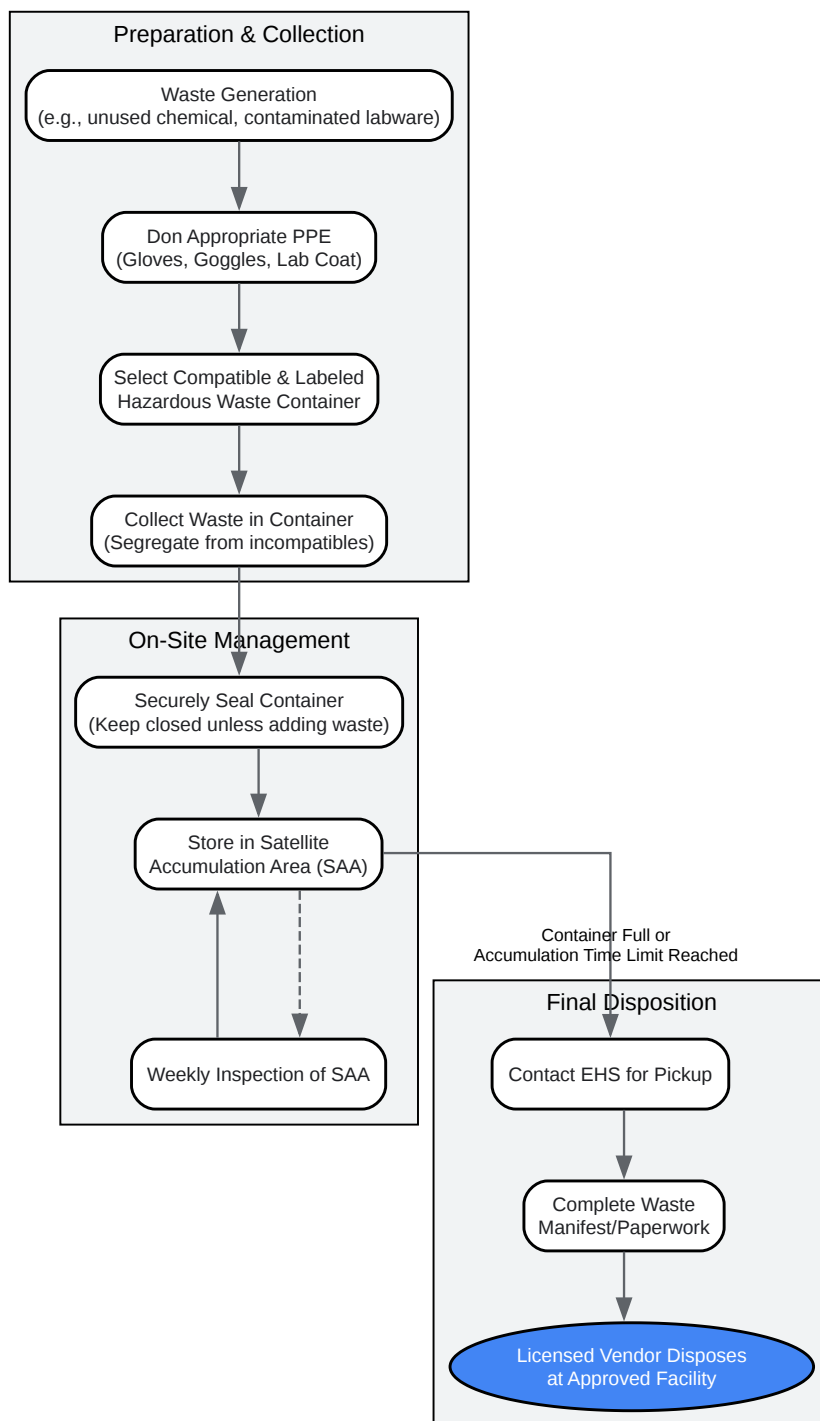 Preparation & Collection
Waste Generation
(e.g., unused chemical, contaminated labware)
Don Appropriate PPE
(Gloves, Goggles, Lab Coat)
Select Compatible & Labeled
Hazardous Waste Container
Collect Waste in Container
(Segregate from incompatibles)
On-Site Management
Securely Seal Container
(Keep closed unless adding waste)
Store in Satellite
Accumulation Area (SAA)
Weekly Inspection of SAA
Container Full or
Accumulation Time Limit Reached
Final Disposition
Contact EHS for Pickup
Complete Waste
Manifest/Paperwork
Licensed Vendor Disposes
at Approved Facility